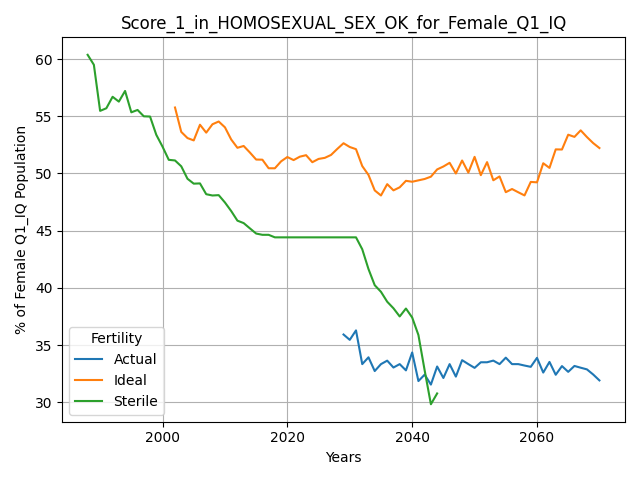 Score_1_in_HOMOSEXUAL_SEX_OK_for_Female_Q1_IQ
% of Female Q1_IQ Population
60
55
50
45
40
35
30
Fertility
Actual
Ideal
Sterile
2000 2020 2040 2060
Years